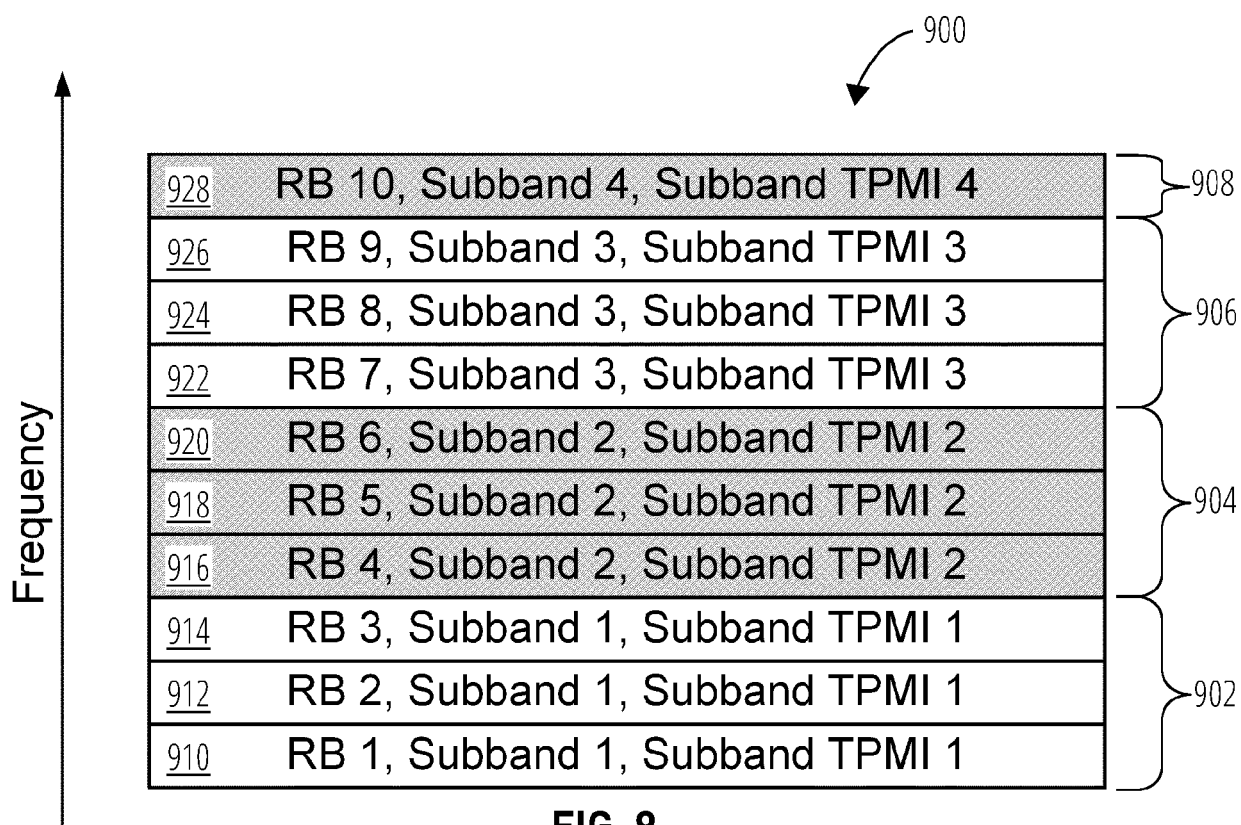 900
928 RB 10, Subband 4, Subband TPMI 4
908
926 RB 9, Subband 3, Subband TPMI 3
924 RB 8, Subband 3, Subband TPMI 3
906
922 RB 7, Subband 3, Subband TPMI 3
920 RB 6, Subband 2, Subband TPMI 2
918 RB 5, Subband 2, Subband TPMI 2
904
916 RB 4, Subband 2, Subband TPMI 2
914 RB 3, Subband 1, Subband TPMI 1
912 RB 2, Subband 1, Subband TPMI 1
902
910 RB 1, Subband 1, Subband TPMI 1
Frequency
FIG. 9